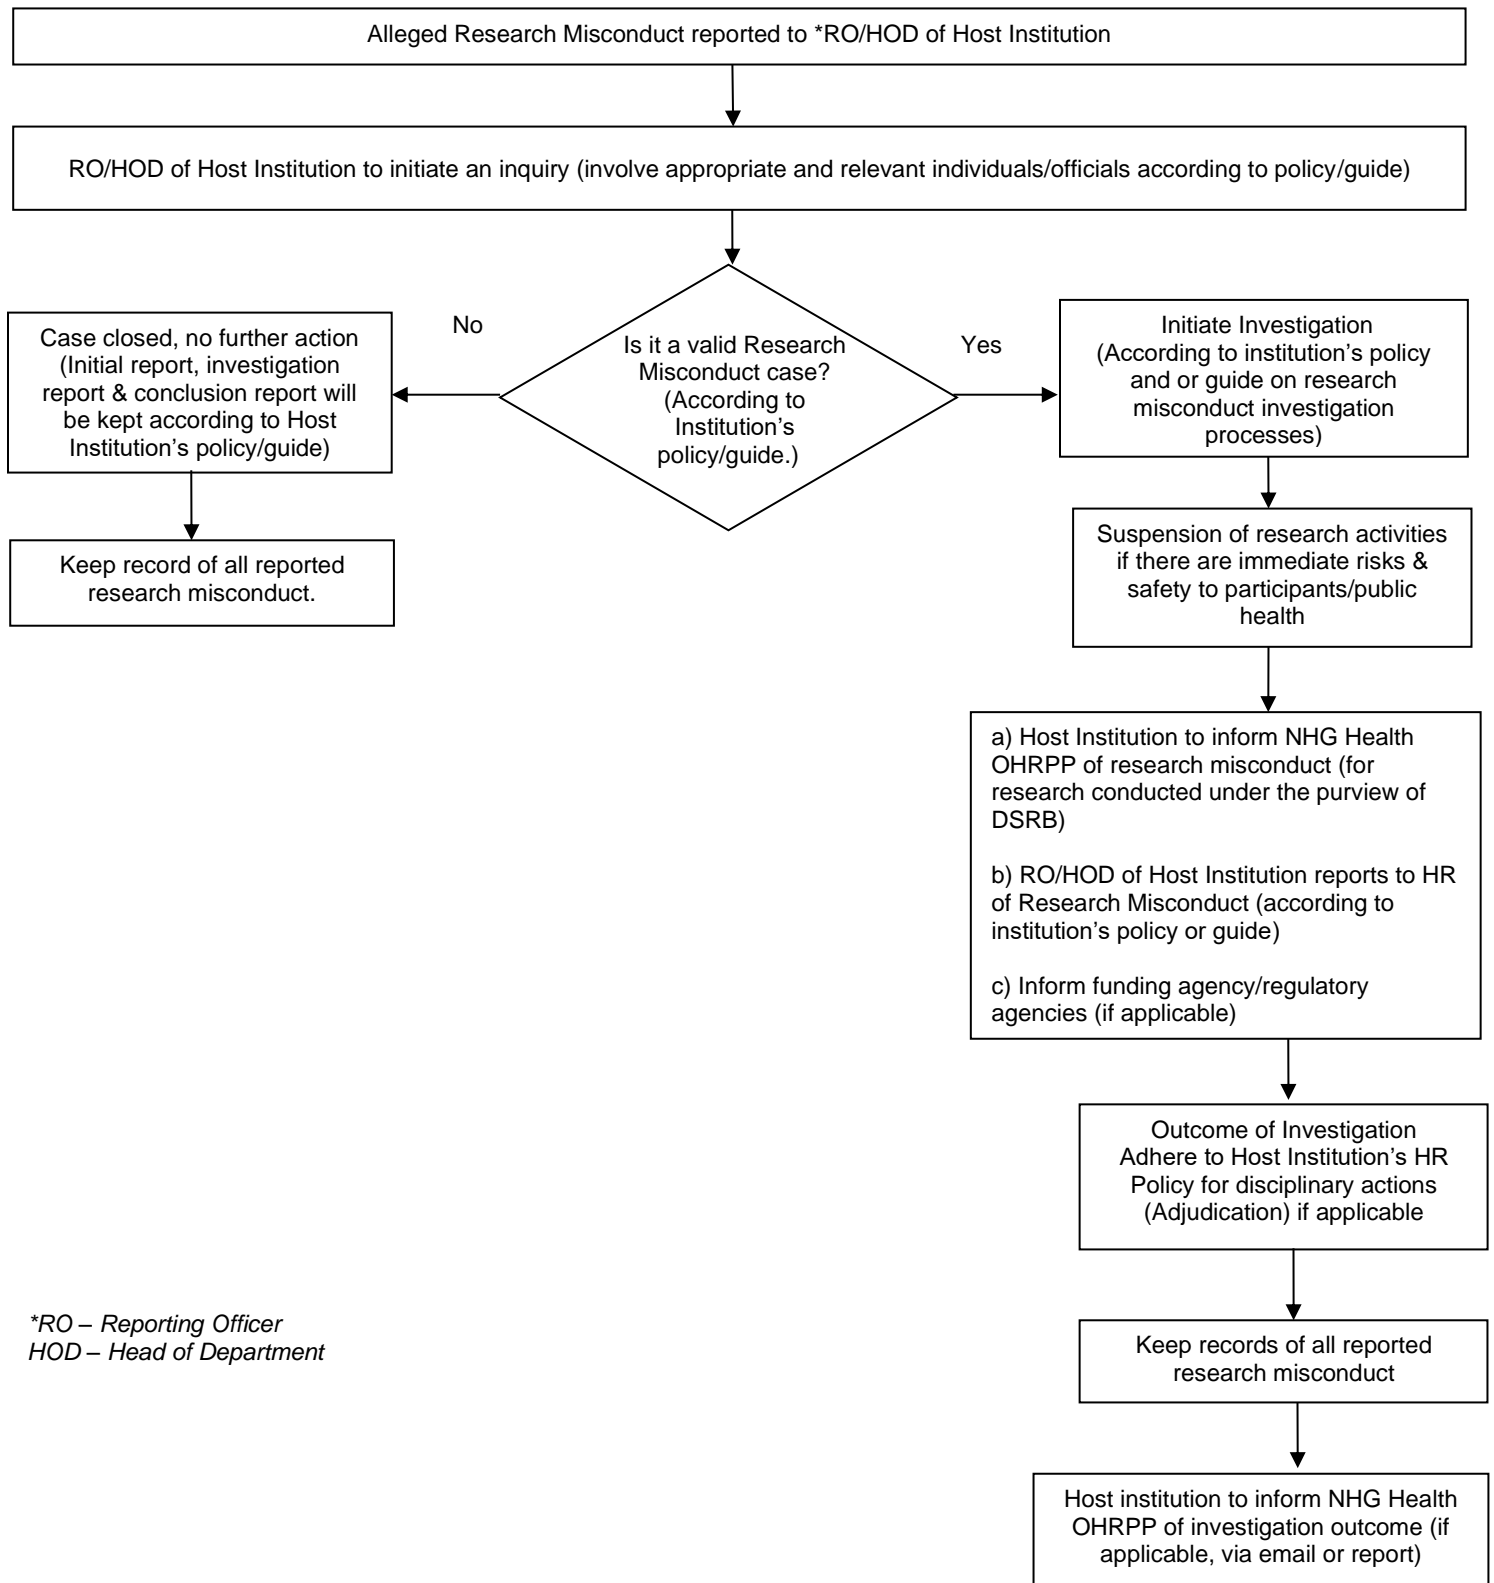 Alleged Research Misconduct reported to *RO/HOD of Host Institution
RO/HOD of Host Institution to initiate an inquiry (involve appropriate and relevant individuals/officials according to policy/guide)
No
Case closed, no further action
(Initial report, investigation
report & conclusion report will
be kept according to Host
Institution’s policy/guide)
Keep record of all reported
research misconduct.
Is it a valid Research
Misconduct case?
(According to
Institution’s
policy/guide.)
Yes
Initiate Investigation
(According to institution’s policy
and or guide on research
misconduct investigation
processes)
Suspension of research activities
if there are immediate risks &
safety to participants/public
health
a) Host Institution to inform NHG Health
OHRPP of research misconduct (for
research conducted under the purview of
DSRB)
b) RO/HOD of Host Institution reports to HR
of Research Misconduct (according to
institution’s policy or guide)
c) Inform funding agency/regulatory
agencies (if applicable)
Outcome of Investigation
Adhere to Host Institution’s HR
Policy for disciplinary actions
(Adjudication) if applicable
Keep records of all reported
research misconduct
Host institution to inform NHG Health
OHRPP of investigation outcome (if
applicable, via email or report)
*RO – Reporting Officer
HOD – Head of Department